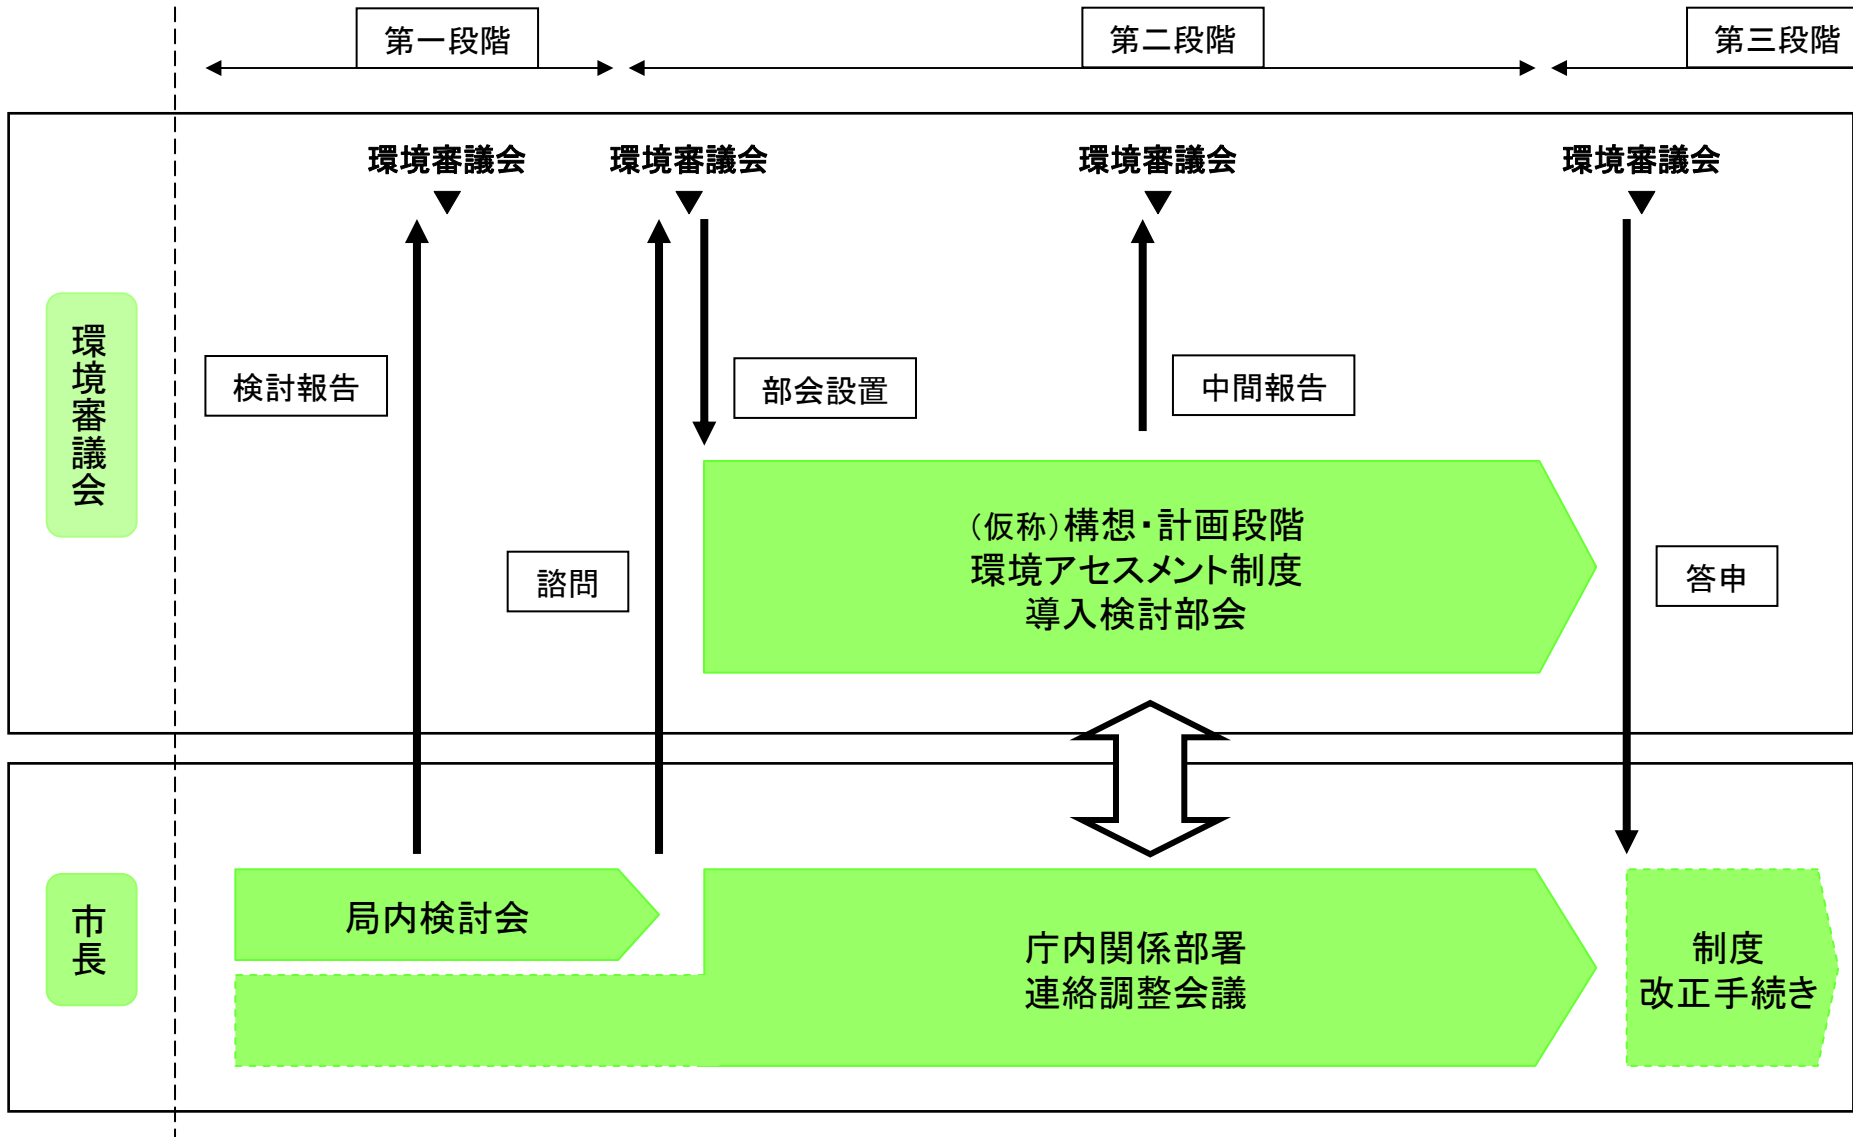 第一段階
第二段階
第三段階
環境審議会
環境審議会
環境審議会
環境審議会
環境審議会
検討報告
部会設置
中間報告
諮問
答申
（仮称）構想・計画段階
環境アセスメント制度
導入検討部会
市長
局内検討会
庁内関係部署
連絡調整会議
制度
改正手続き